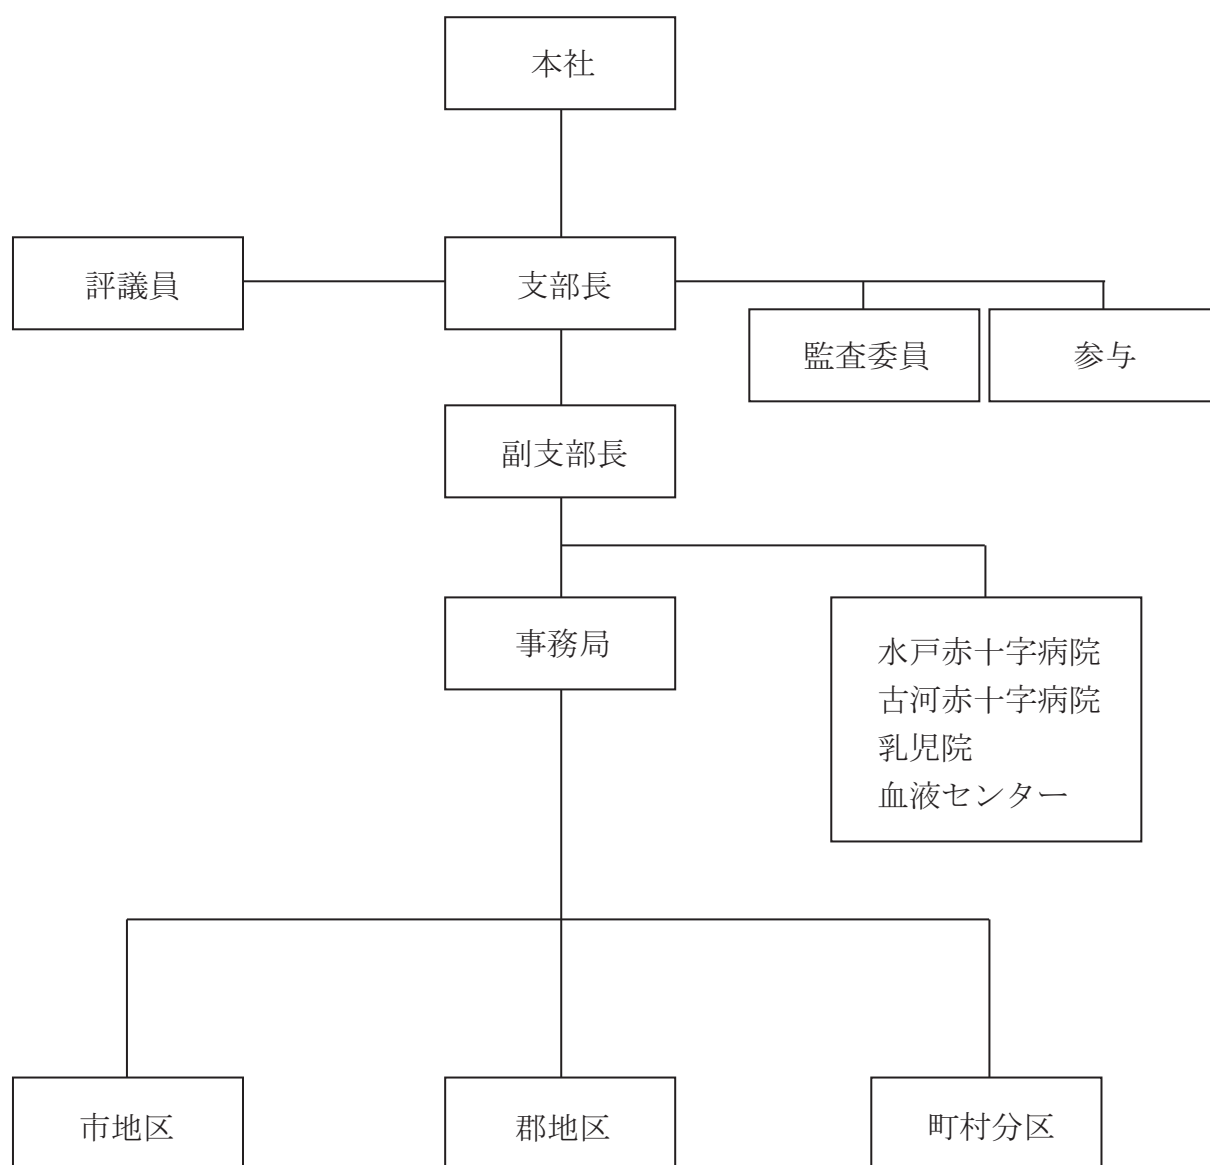 本社
評議員
支部長
監査委員
参与
副支部長
事務局
水戸赤十字病院
古河赤十字病院
乳児院
血液センター
市地区
郡地区
町村分区